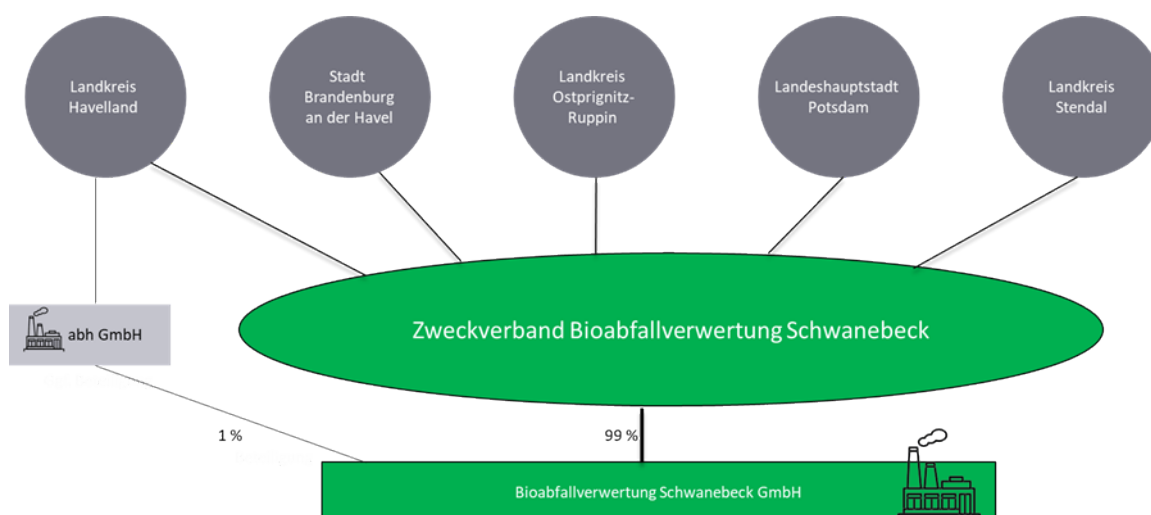 Landkreis
Havelland
Stadt
Brandenburg
an der Havel
Landkreis
Ostprignitz-
Ruppin
Landeshauptstadt
Potsdam
Landkreis
Stendal
abh GmbH
Zweckverband Bioabfallverwertung Schwanebeck
1 %
99 %
Bioabfallverwertung Schwanebeck GmbH